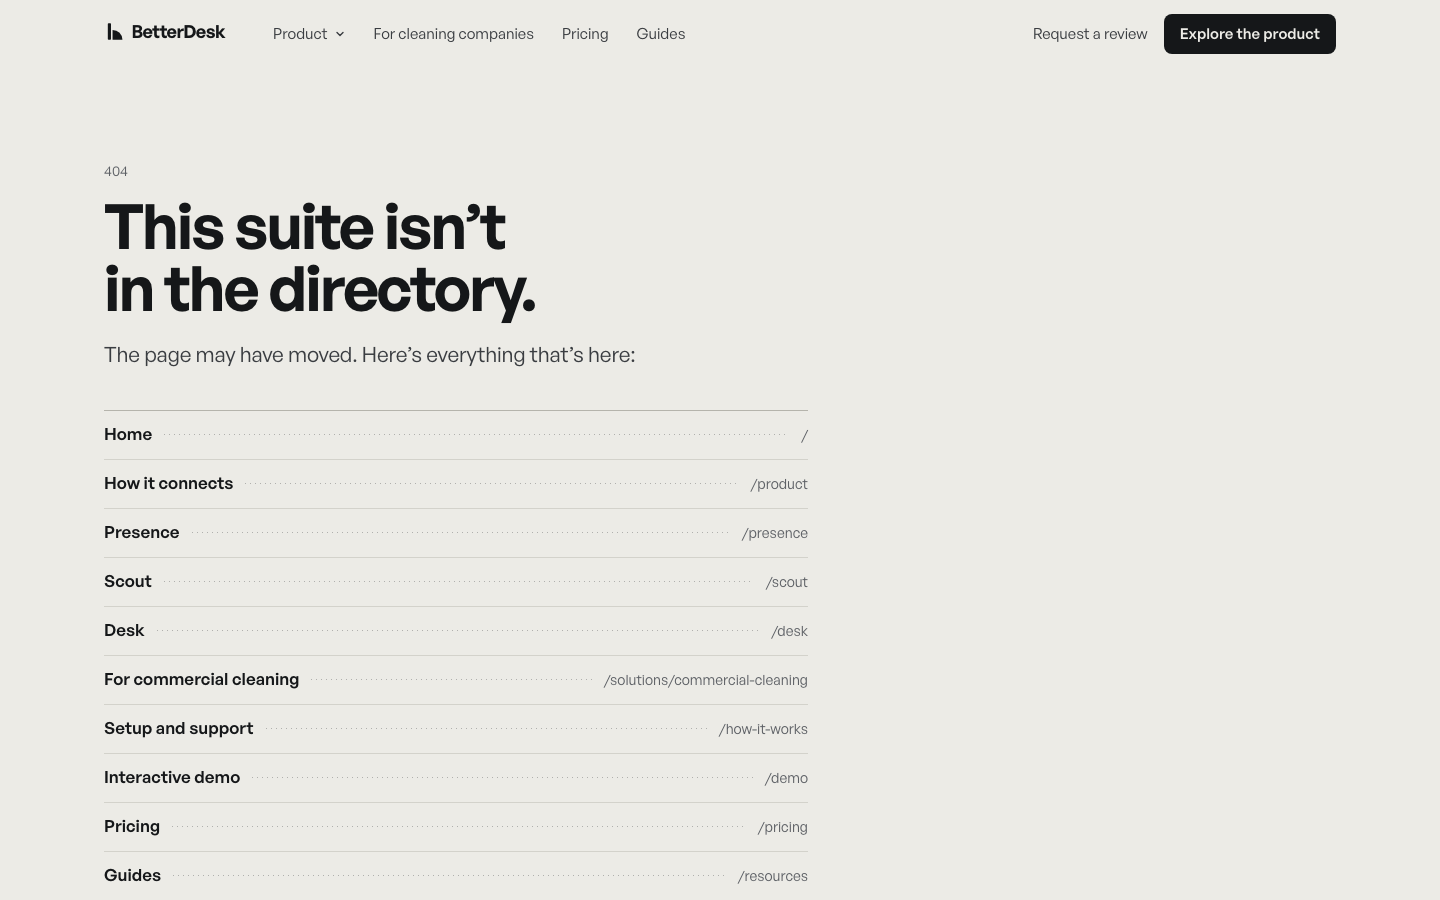 BetterDesk
Product
For cleaning companies
Pricing
Guides
Request a review
Explore the product
404
This suite isn’t
in the directory.
The page may have moved. Here’s everything that’s here:
Home /
How it connects /product
Presence /presence
Scout /scout
Desk /desk
For commercial cleaning /solutions/commercial-cleaning
Setup and support /how-it-works
Interactive demo /demo
Pricing /pricing
Guides /resources